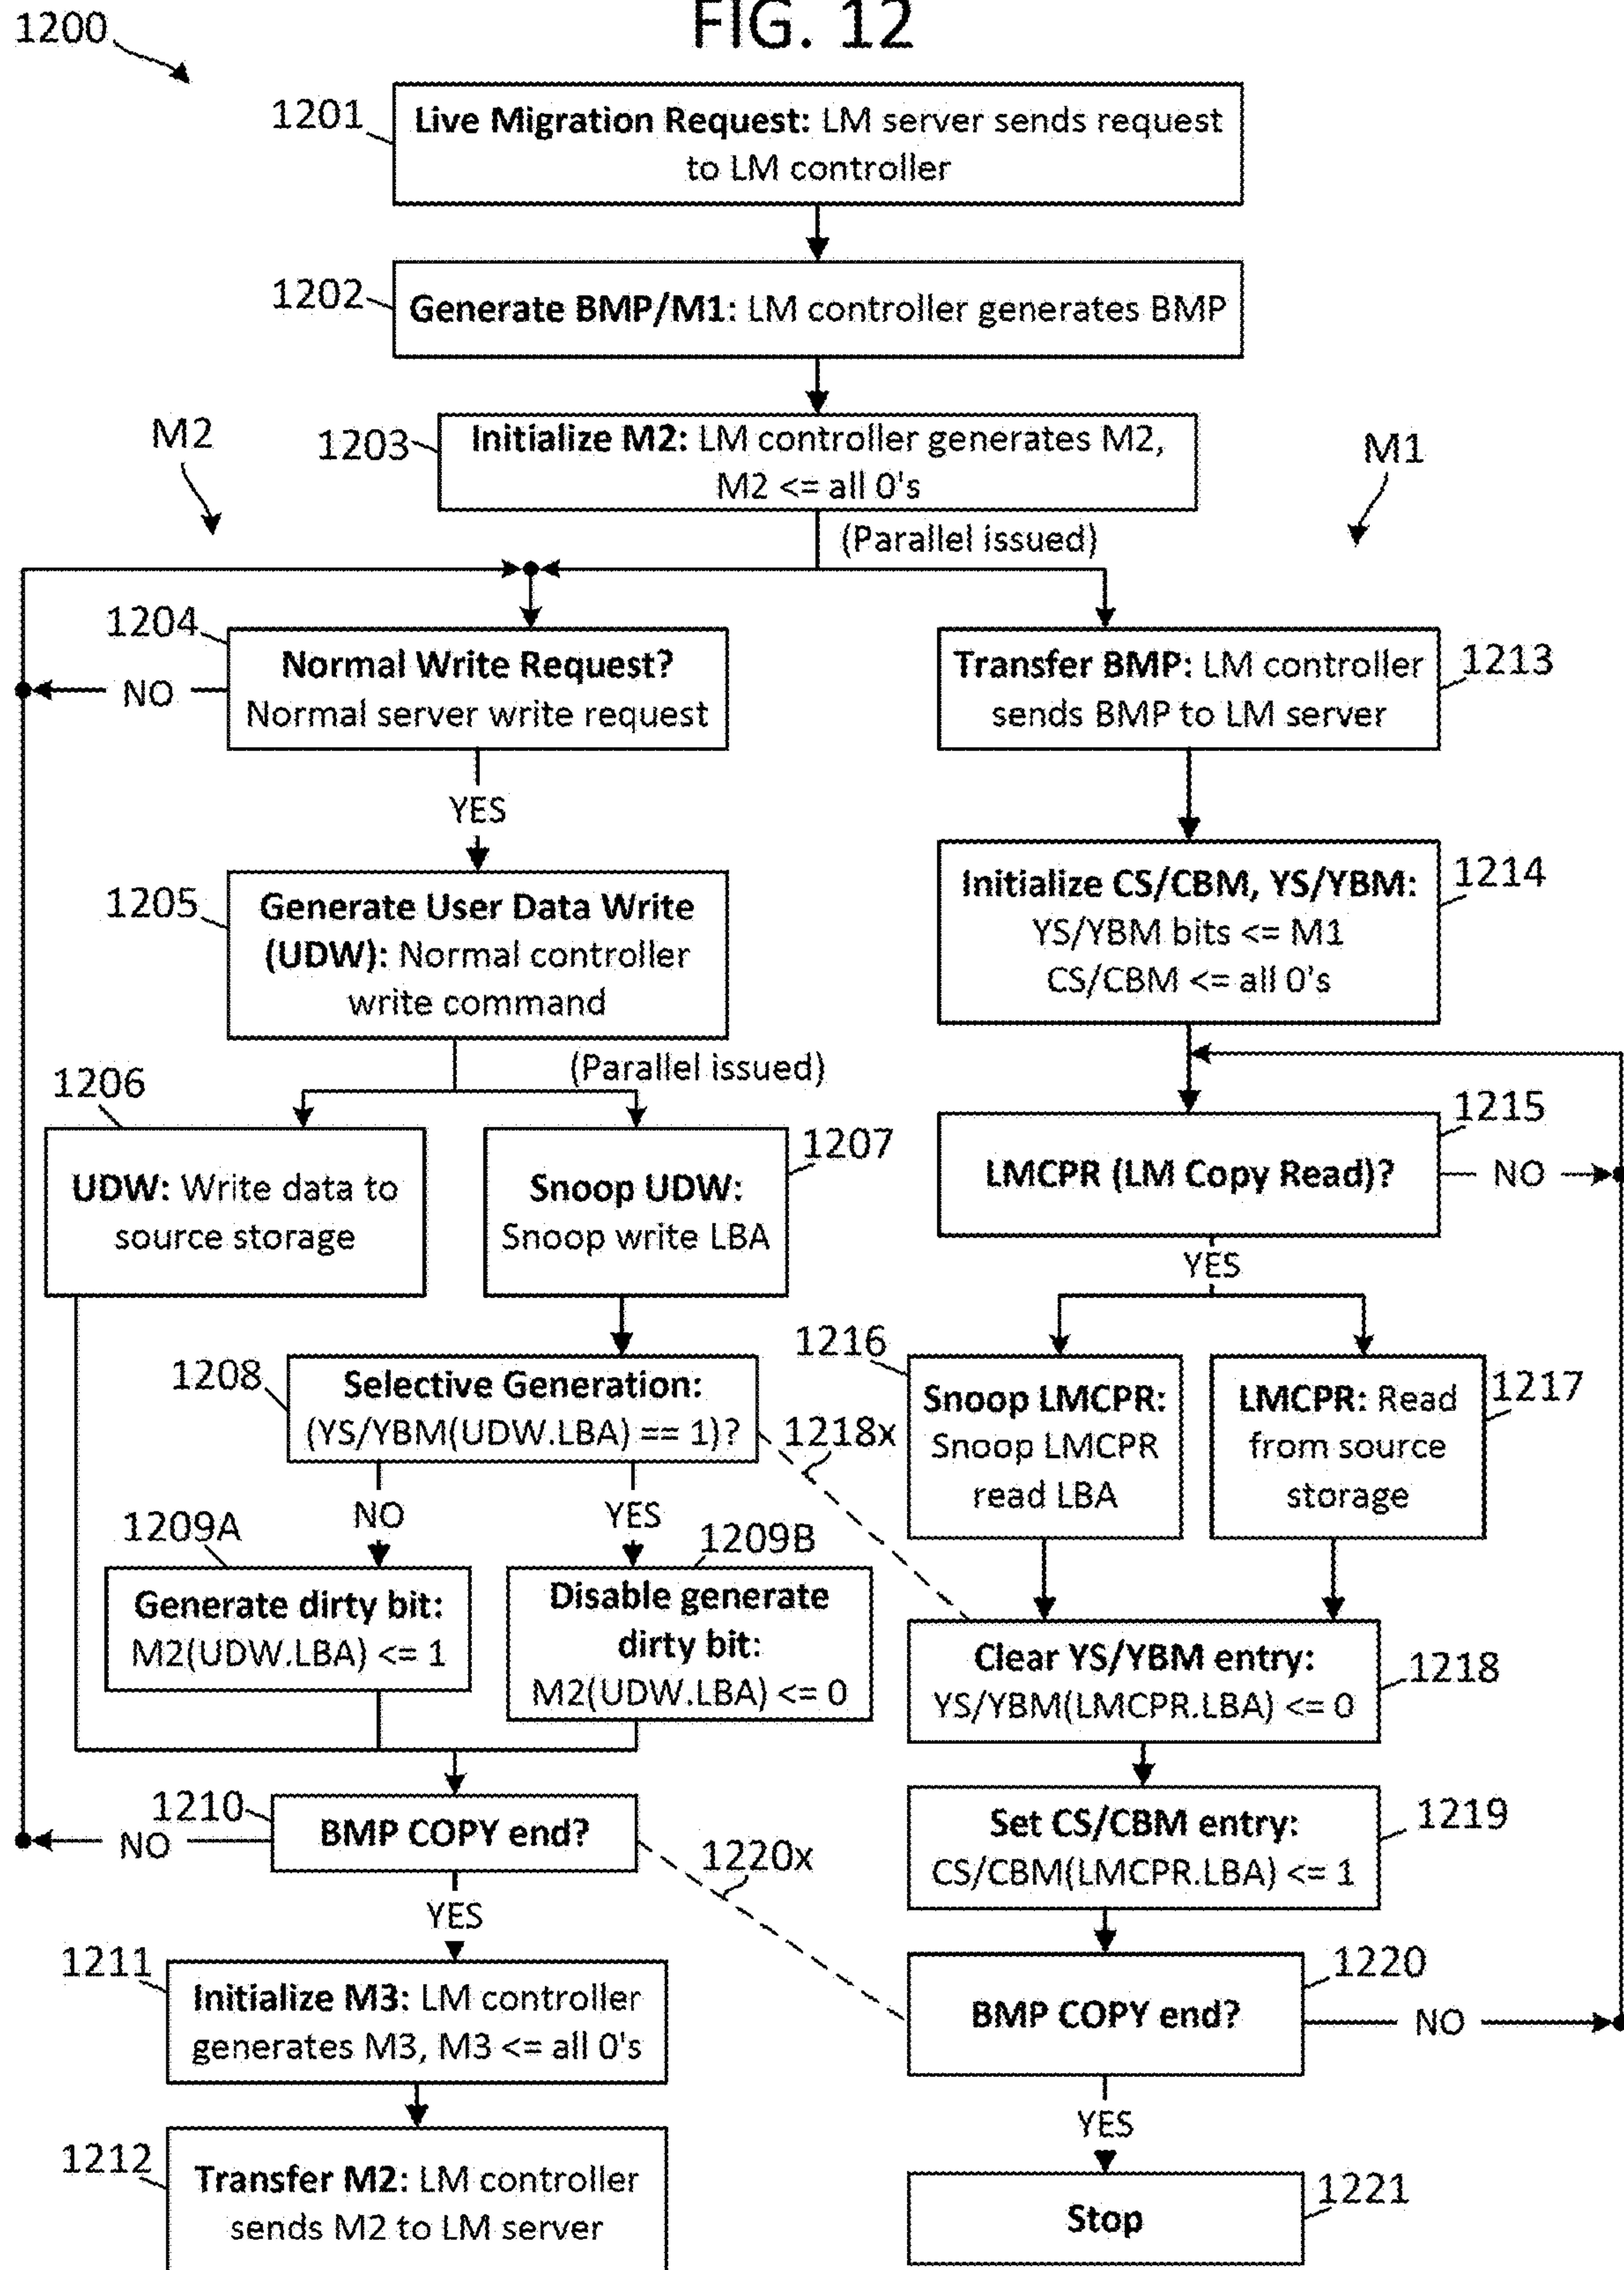 FIG. 12
1200
1201
Live Migration Request: LM server sends request
to LM controller
1202
Generate BMP/M1: LM controller generates BMP
M2
1203
Initialize M2: LM controller generates M2,
M2 <= all 0's
M1
(Parallel issued)
1204
Normal Write Request?
Normal server write request
NO
YES
1205
Generate User Data Write
(UDW): Normal controller
write command
(Parallel issued)
1206
UDW: Write data to
source storage
1207
Snoop UDW:
Snoop write LBA
1208
Selective Generation:
(YS/YBM(UDW.LBA) == 1)?
NO
YES
1209A
Generate dirty bit:
M2(UDW.LBA) <= 1
1209B
Disable generate
dirty bit:
M2(UDW.LBA) <= 0
1210
BMP COPY end?
NO
YES
1211
Initialize M3: LM controller
generates M3, M3 <= all 0's
1212
Transfer M2: LM controller
sends M2 to LM server
1213
Transfer BMP: LM controller
sends BMP to LM server
1214
Initialize CS/CBM, YS/YBM:
YS/YBM bits <= M1
CS/CBM <= all 0's
1215
LMCPR (LM Copy Read)?
NO
YES
1216
Snoop LMCPR:
Snoop LMCPR
read LBA
1217
LMCPR: Read
from source
storage
1218x
1218
Clear YS/YBM entry:
YS/YBM(LMCPR.LBA) <= 0
1219
Set CS/CBM entry:
CS/CBM(LMCPR.LBA) <= 1
1220x
1220
BMP COPY end?
NO
YES
1221
Stop